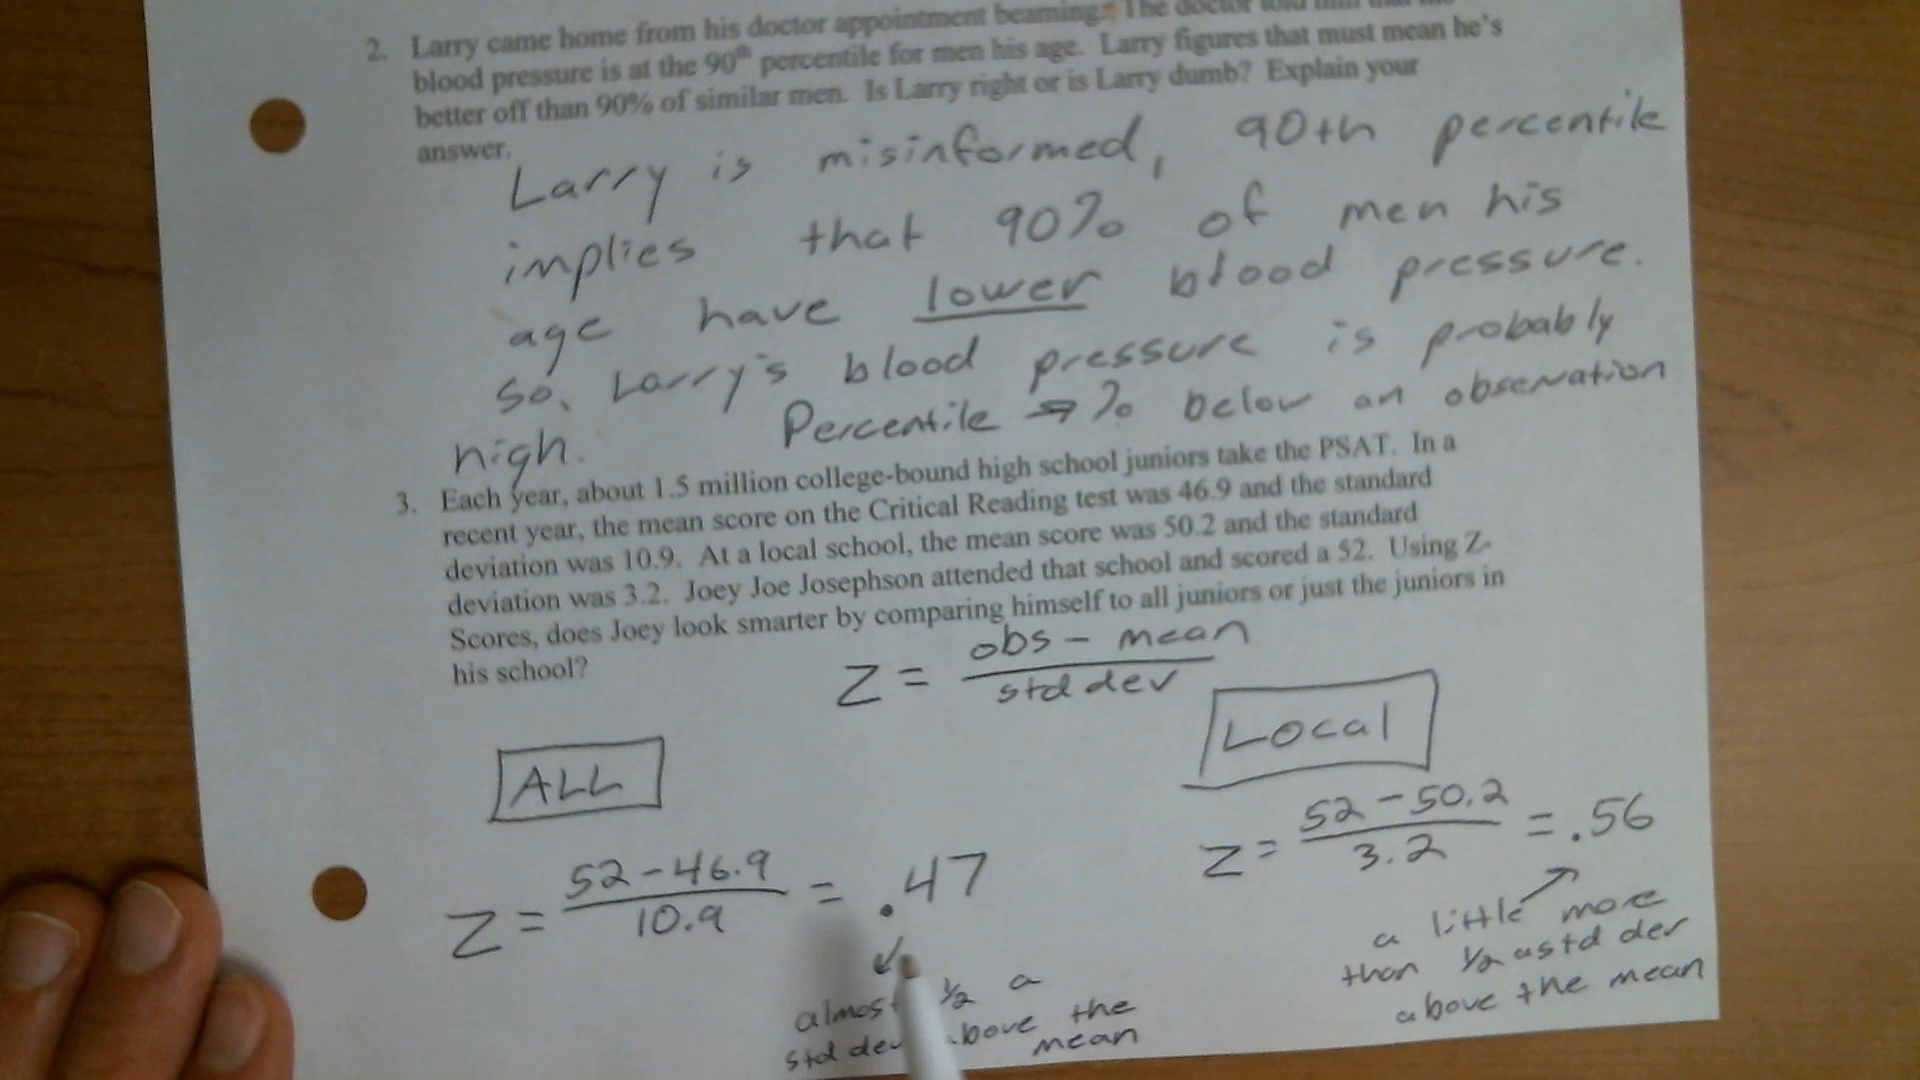 2. Larry came home from his doctor appointment beaming. The doctor told him that his
blood pressure is at the 90th percentile for men his age. Larry figures that must mean he's
better off than 90% of similar men. Is Larry right or is Larry dumb? Explain your
answer.
Larry is misinformed, 90th percentile
implies that 90% of men his
age have lower blood pressure.
So, Larry's blood pressure is probably
high.
Percentile → % below an observation
3. Each year, about 1.5 million college-bound high school juniors take the PSAT. In a
recent year, the mean score on the Critical Reading test was 46.9 and the standard
deviation was 10.9. At a local school, the mean score was 50.2 and the standard
deviation was 3.2. Joey Joe Josephson attended that school and scored a 52. Using Z-
Scores, does Joey look smarter by comparing himself to all juniors or just the juniors in
his school?
Z = obs - mean / std dev
ALL
Z = 52 - 46.9 / 10.9 = .47
almost 1/2 a
std dev above the
mean
Local
Z = 52 - 50.2 / 3.2 = .56
a little more
than 1/2 a std dev
above the mean